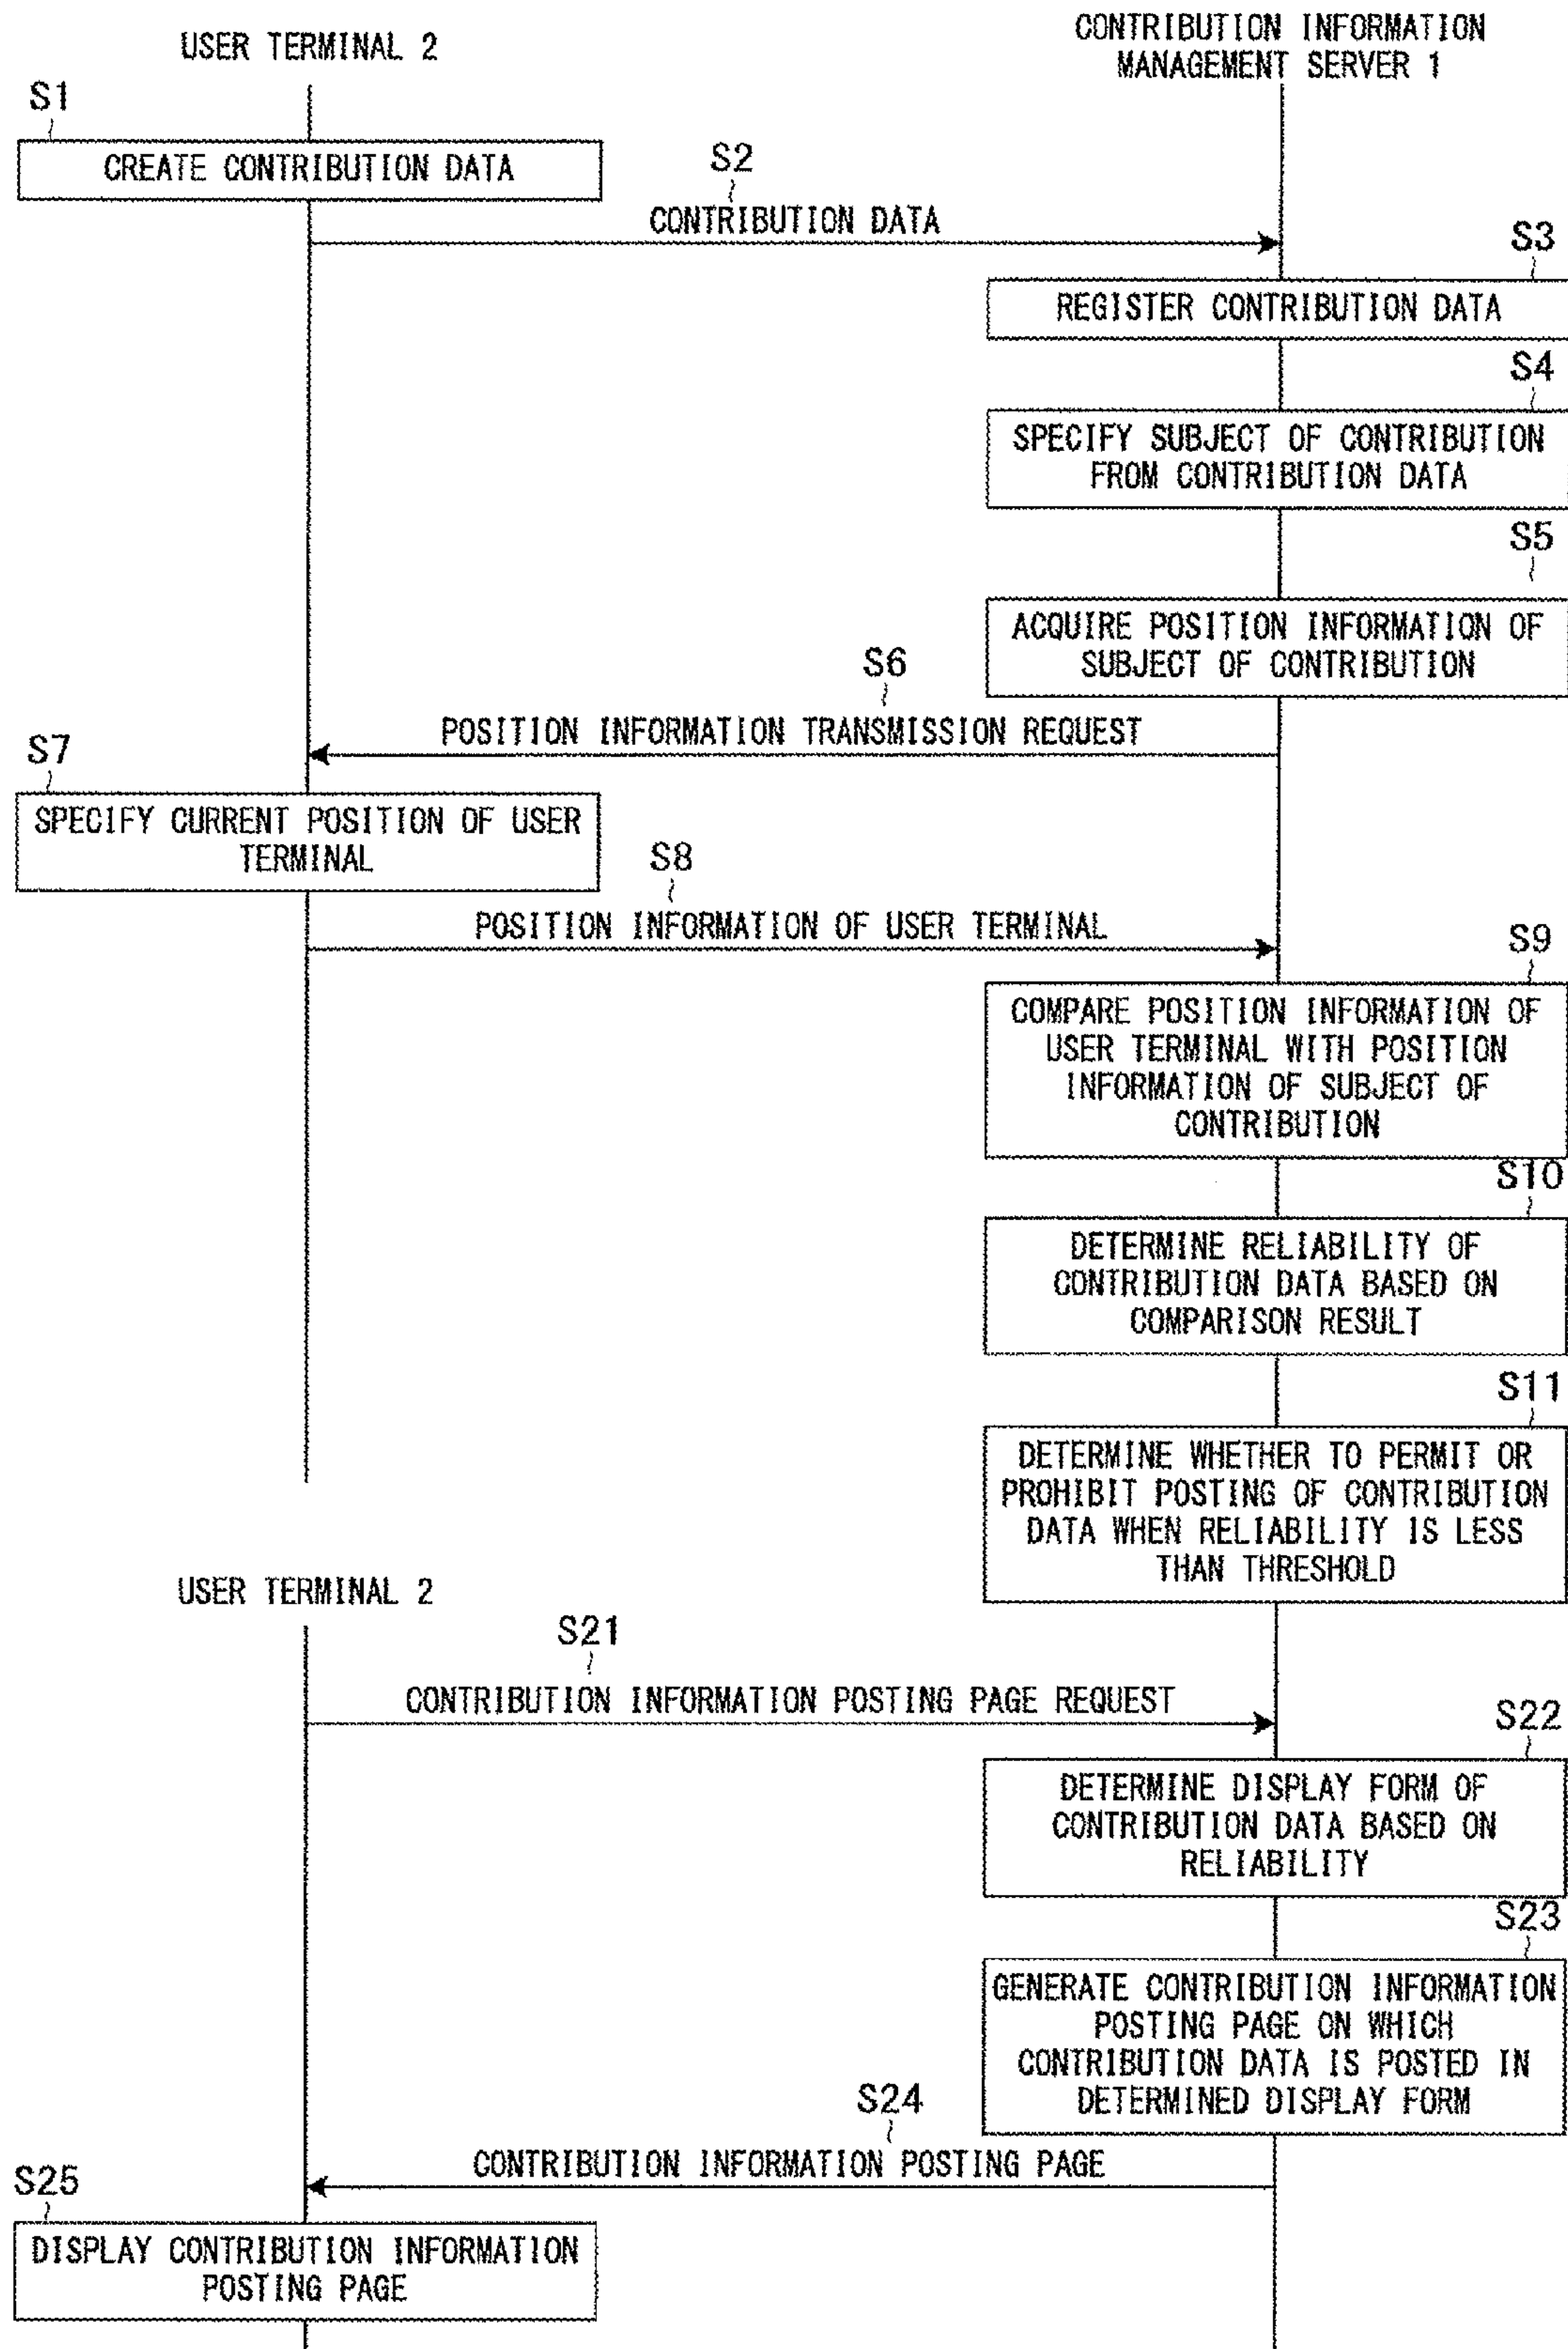 USER TERMINAL 2
CONTRIBUTION INFORMATION
MANAGEMENT SERVER 1
S1
CREATE CONTRIBUTION DATA
S2
CONTRIBUTION DATA
S3
REGISTER CONTRIBUTION DATA
S4
SPECIFY SUBJECT OF CONTRIBUTION
FROM CONTRIBUTION DATA
S5
ACQUIRE POSITION INFORMATION OF
SUBJECT OF CONTRIBUTION
S6
POSITION INFORMATION TRANSMISSION REQUEST
S7
SPECIFY CURRENT POSITION OF USER
TERMINAL
S8
POSITION INFORMATION OF USER TERMINAL
S9
COMPARE POSITION INFORMATION OF
USER TERMINAL WITH POSITION
INFORMATION OF SUBJECT OF
CONTRIBUTION
S10
DETERMINE RELIABILITY OF
CONTRIBUTION DATA BASED ON
COMPARISON RESULT
S11
DETERMINE WHETHER TO PERMIT OR
PROHIBIT POSTING OF CONTRIBUTION
DATA WHEN RELIABILITY IS LESS
THAN THRESHOLD
USER TERMINAL 2
S21
CONTRIBUTION INFORMATION POSTING PAGE REQUEST
S22
DETERMINE DISPLAY FORM OF
CONTRIBUTION DATA BASED ON
RELIABILITY
S23
GENERATE CONTRIBUTION INFORMATION
POSTING PAGE ON WHICH
CONTRIBUTION DATA IS POSTED IN
DETERMINED DISPLAY FORM
S24
CONTRIBUTION INFORMATION POSTING PAGE
S25
DISPLAY CONTRIBUTION INFORMATION
POSTING PAGE